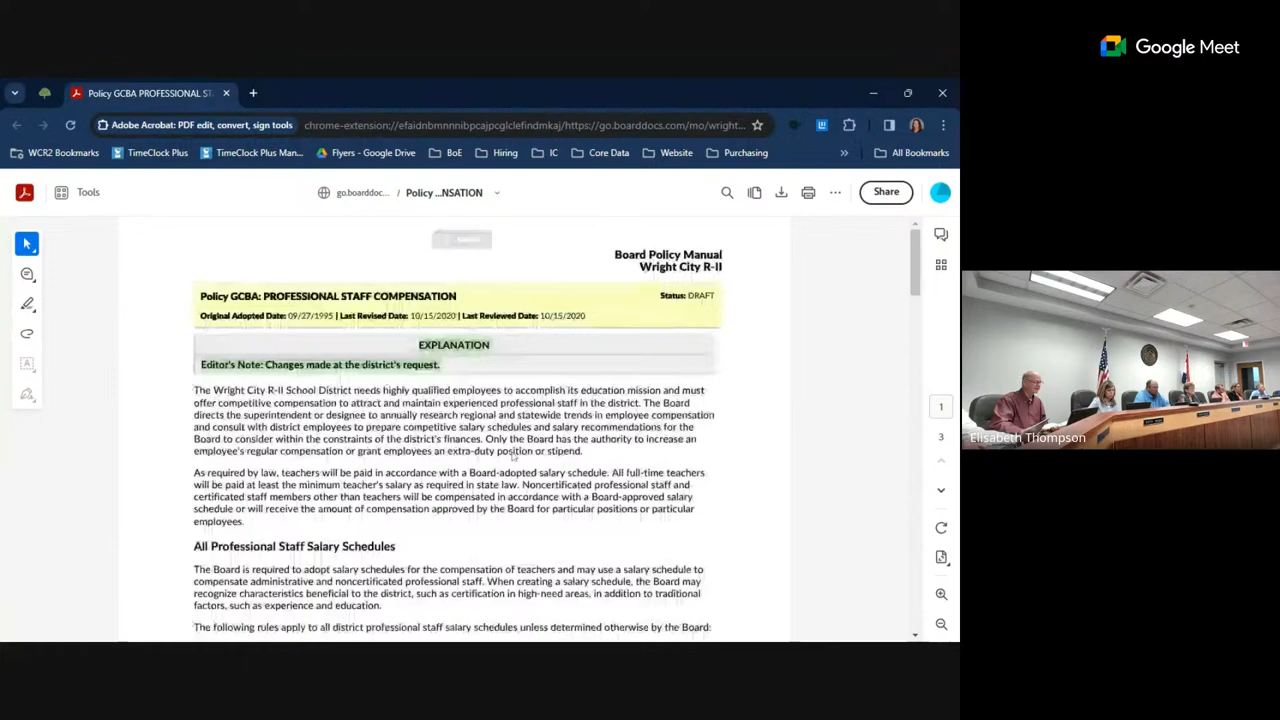 Google Meet
Policy GCBA PROFESSIONAL ST
Adobe Acrobat: PDF edit, convert, sign tools
chrome-extension://efaidnbmnnnibpcajpcglclefindmkaj/https://go.boarddocs.com/mo/wright...
WCR2 Bookmarks
TimeClock Plus
TimeClock Plus Man...
Flyers - Google Drive
BoE
Hiring
IC
Core Data
Website
Purchasing
All Bookmarks
Tools
go.boarddoc... / Policy ...NSATION
Share
Board Policy Manual
Wright City R-II
Policy GCBA: PROFESSIONAL STAFF COMPENSATION
Status: DRAFT
Original Adopted Date: 09/27/1995 | Last Revised Date: 10/15/2020 | Last Reviewed Date: 10/15/2020
EXPLANATION
Editor's Note: Changes made at the district's request.
The Wright City R-II School District needs highly qualified employees to accomplish its education mission and must
offer competitive compensation to attract and maintain experienced professional staff in the district. The Board
directs the superintendent or designee to annually research regional and statewide trends in employee compensation
and consult with district employees to prepare competitive salary schedules and salary recommendations for the
Board to consider within the constraints of the district's finances. Only the Board has the authority to increase an
employee's regular compensation or grant employees an extra-duty position or stipend.
As required by law, teachers will be paid in accordance with a Board-adopted salary schedule. All full-time teachers
will be paid at least the minimum teacher's salary as required in state law. Noncertificated professional staff and
certificated staff members other than teachers will be compensated in accordance with a Board-approved salary
schedule or will receive the amount of compensation approved by the Board for particular positions or particular
employees.
All Professional Staff Salary Schedules
The Board is required to adopt salary schedules for the compensation of teachers and may use a salary schedule to
compensate administrative and noncertificated professional staff. When creating a salary schedule, the Board may
recognize characteristics beneficial to the district, such as certification in high-need areas, in addition to traditional
factors, such as experience and education.
The following rules apply to all district professional staff salary schedules unless determined otherwise by the Board:
1
3
Elisabeth Thompson